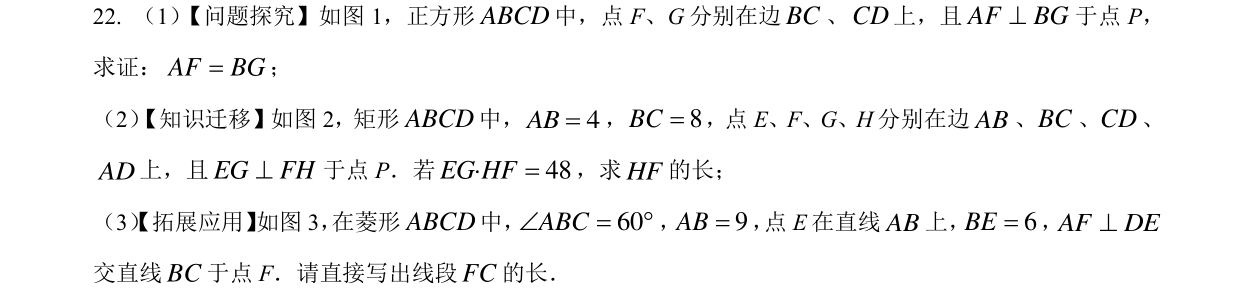 22. （1）【问题探究】如图 1，正方形 ABCD 中，点 F、G 分别在边 BC 、CD 上，且 AF ⊥ BG 于点 P，
求证： AF = BG；
（2）【知识迁移】如图 2，矩形 ABCD 中， AB = 4 ， BC = 8，点 E、F、G、H 分别在边 AB 、BC 、CD 、
AD 上，且 EG ⊥ FH 于点 P．若 EG·HF = 48，求 HF 的长；
（3）【拓展应用】如图 3，在菱形 ABCD 中，∠ABC = 60° ，AB = 9，点 E 在直线 AB 上，BE = 6，AF ⊥ DE
交直线 BC 于点 F．请直接写出线段 FC 的长．